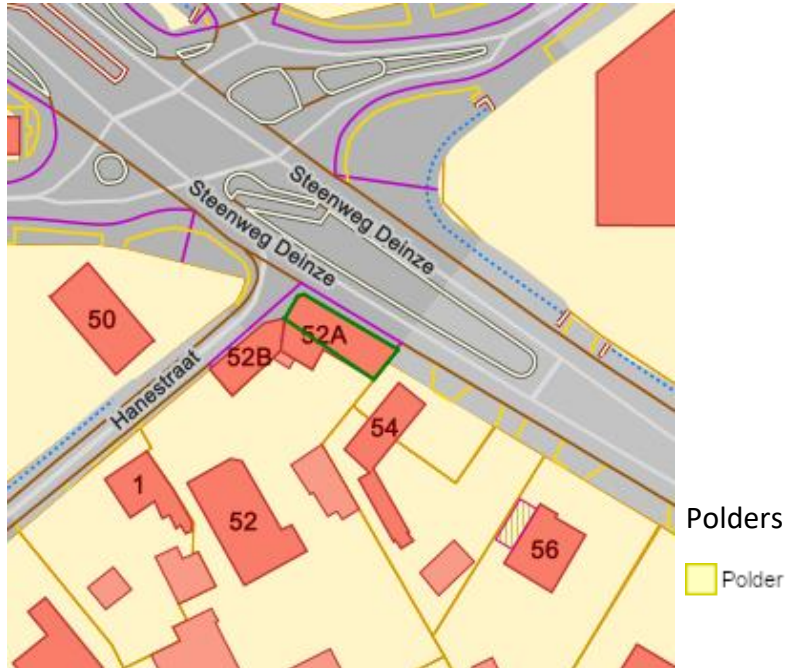 Steenweg Deinze
Steenweg Deinze
50
52A
52B
Hanestraat
54
1
52
56
Polders
Polder